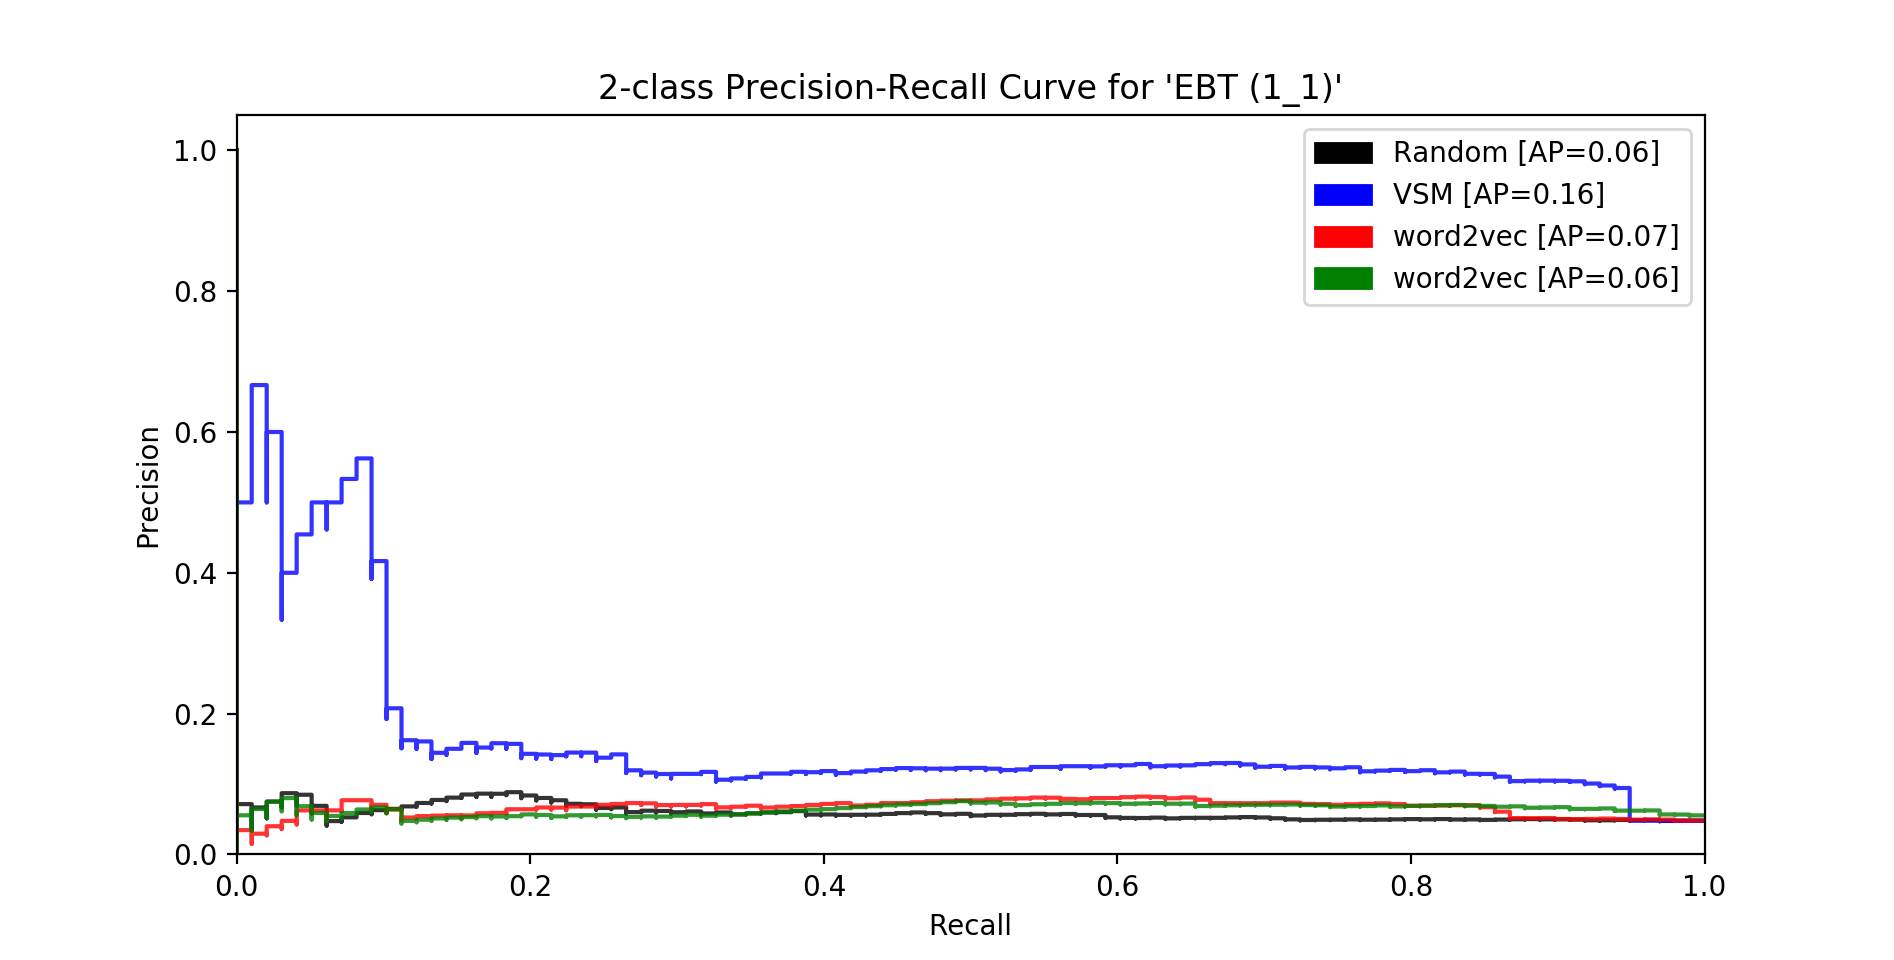 2-class Precision-Recall Curve for 'EBT (1_1)'
Random [AP=0.06]
VSM [AP=0.16]
word2vec [AP=0.07]
word2vec [AP=0.06]
Precision
1.0
0.8
0.6
0.4
0.2
0.0
0.0 0.2 0.4 0.6 0.8 1.0
Recall